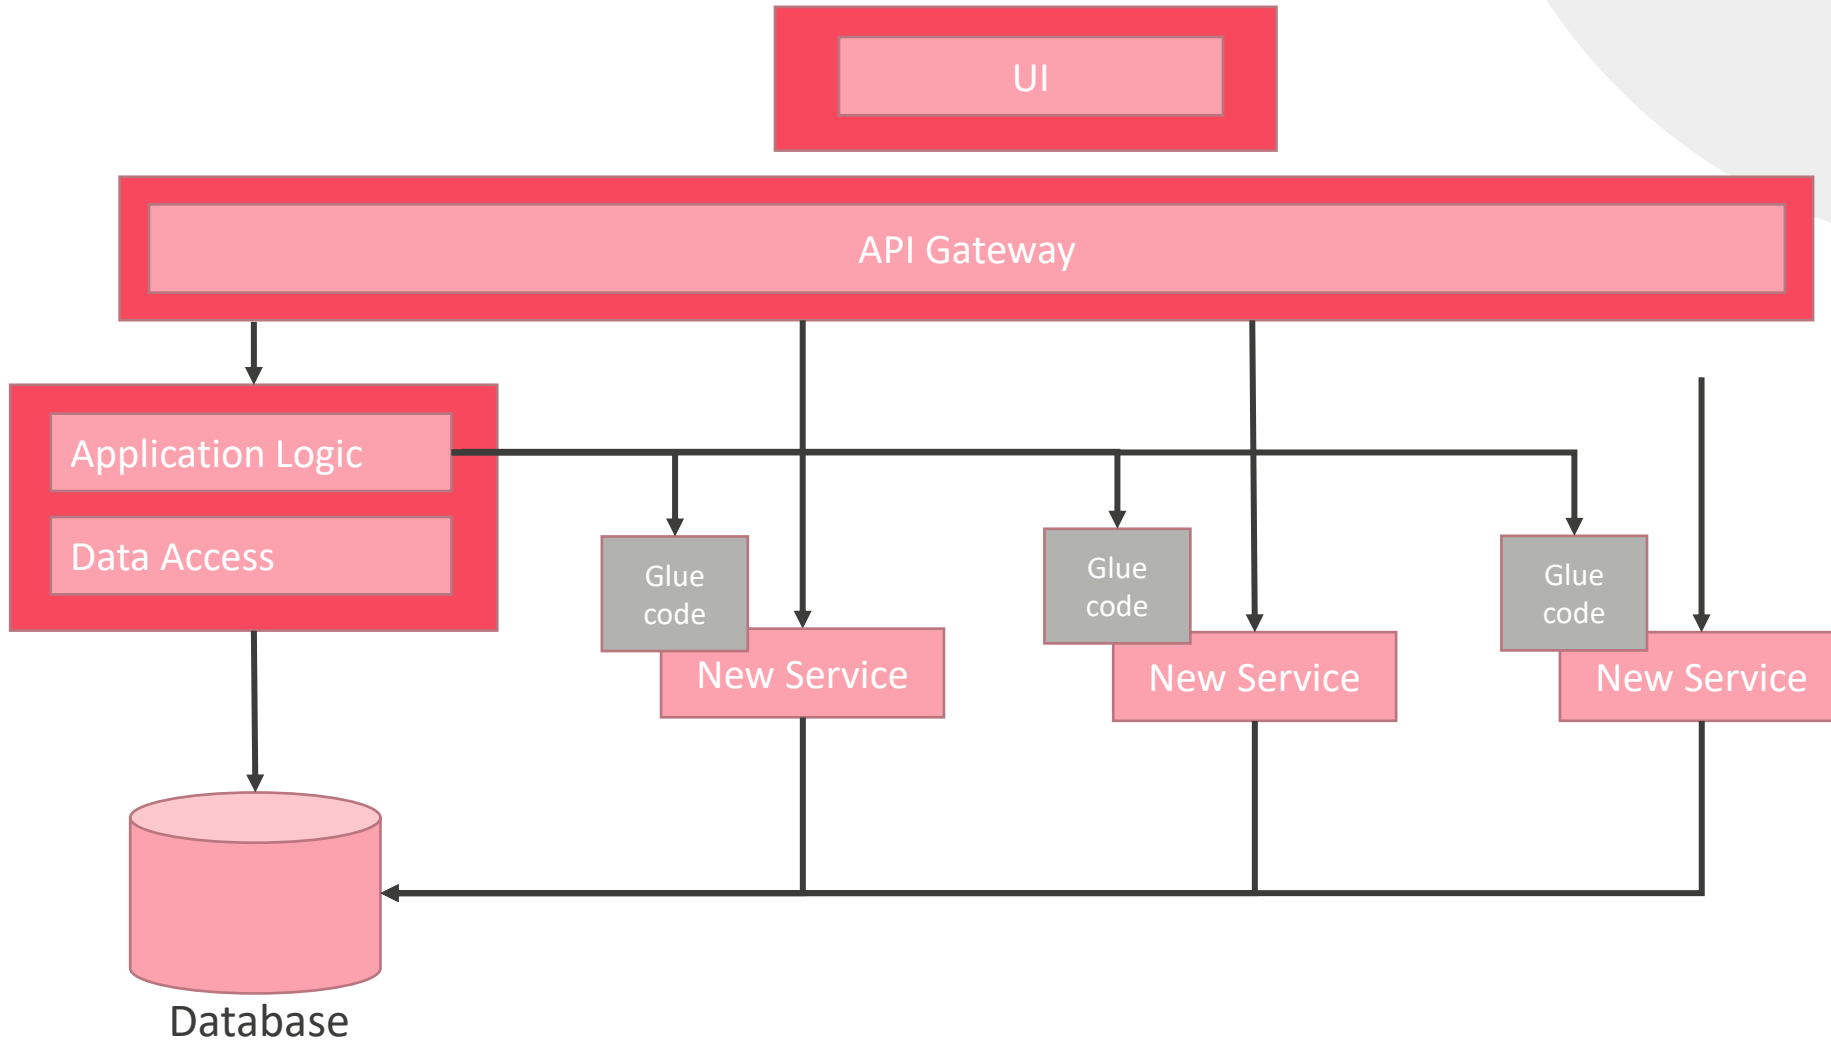 UI
API Gateway
Application Logic
Data Access
Glue
code
New Service
Glue
code
New Service
Glue
code
New Service
Database